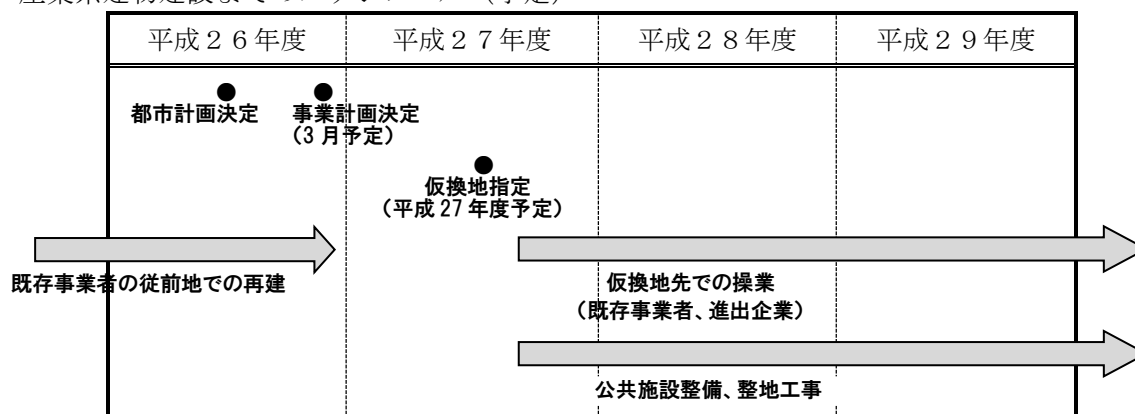 平成２６年度
平成２７年度
平成２８年度
平成２９年度
都市計画決定
事業計画決定
（3 月予定）
仮換地指定
（平成 27 年度予定）
既存事業者の従前地での再建
仮換地先での操業
（既存事業者、進出企業）
公共施設整備、整地工事